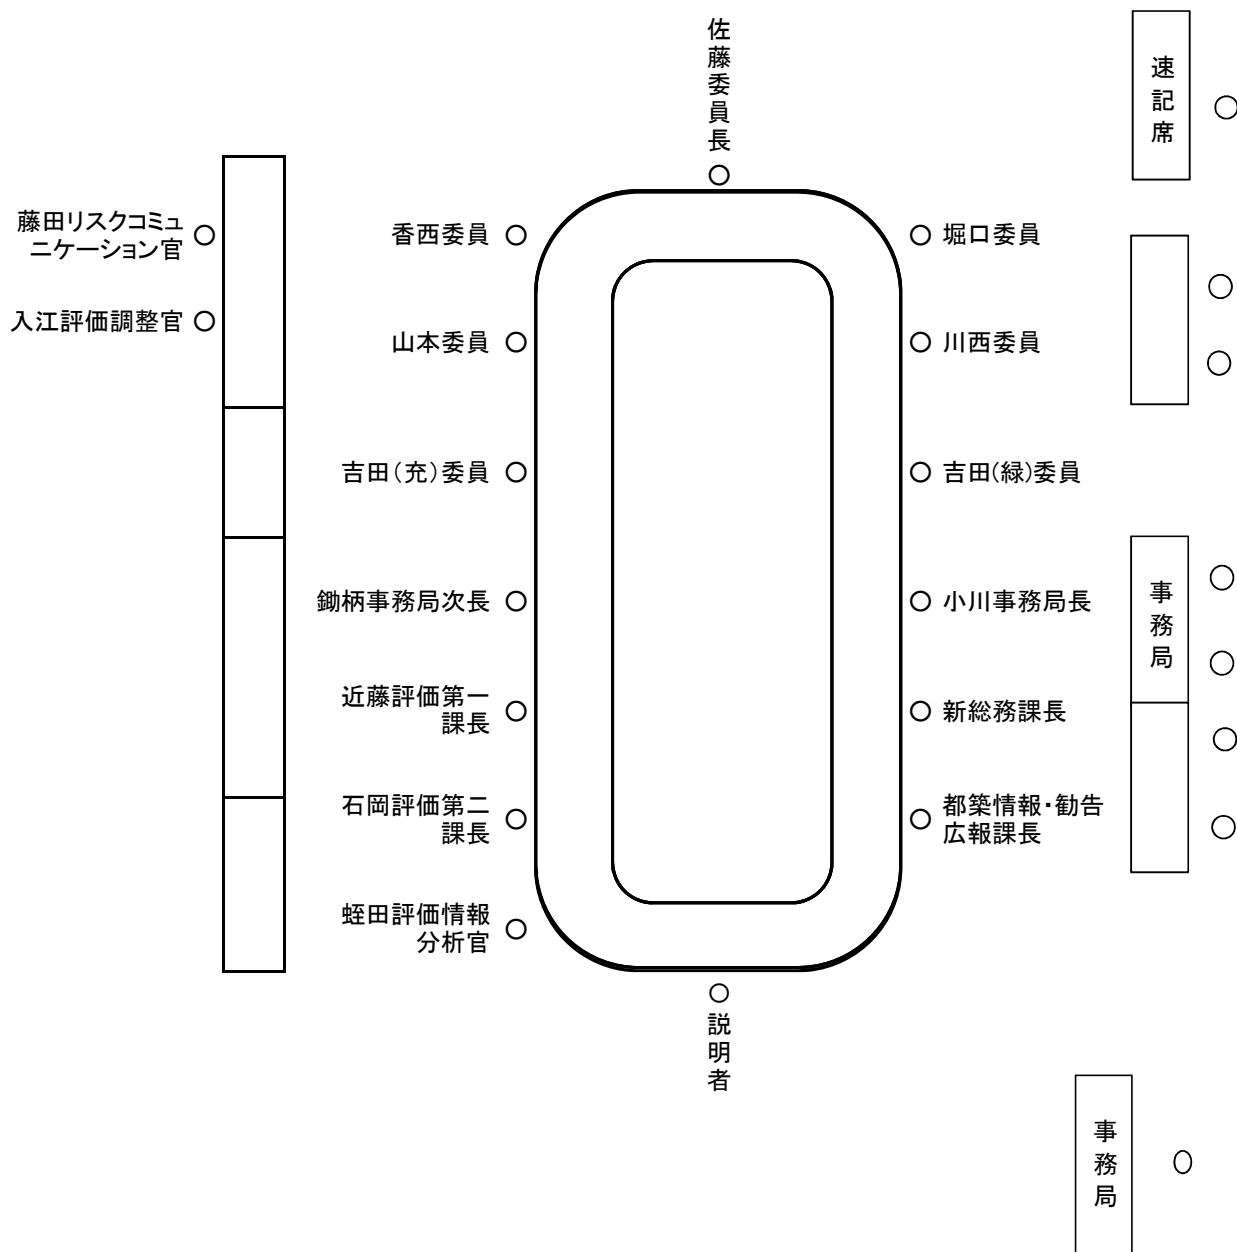 佐藤委員長
速記席
藤田リスクコミュ
ニケーション官
入江評価調整官
香西委員
堀口委員
山本委員
川西委員
吉田(充)委員
吉田(緑)委員
鋤柄事務局次長
小川事務局長
近藤評価第一
課長
新総務課長
石岡評価第二
課長
都築情報・勧告
広報課長
蛭田評価情報
分析官
説明者
事務局
事務局